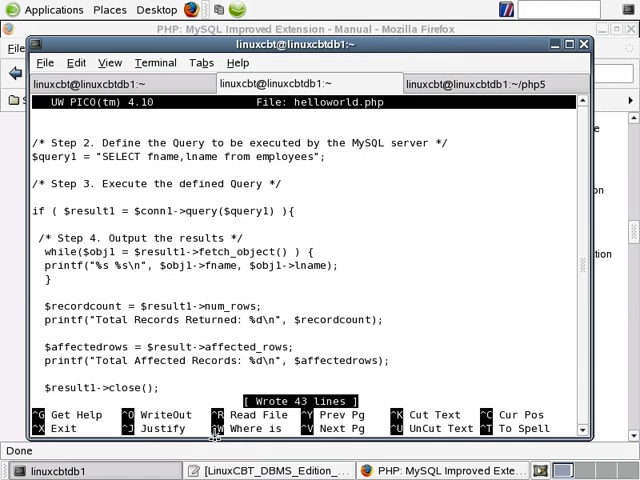 Applications Places Desktop
PHP: MySQL Improved Extension - Manual - Mozilla Firefox
linuxcbt@linuxcbtdb1:~
File Edit View Terminal Tabs Help
linuxcbt@linuxcbtdb1:~ linuxcbt@linuxcbtdb1:~ linuxcbt@linuxcbtdb1:~/php5
UW PICO(tm) 4.10 File: helloworld.php
/* Step 2. Define the Query to be executed by the MySQL server */
$query1 = "SELECT fname,lname from employees";
/* Step 3. Execute the defined Query */
if ( $result1 = $conn1->query($query1) ){
/* Step 4. Output the results */
while($obj1 = $result1->fetch_object() ) {
printf("%s %s\n", $obj1->fname, $obj1->lname);
}
$recordcount = $result1->num_rows;
printf("Total Records Returned: %d\n", $recordcount);
$affectedrows = $result->affected_rows;
printf("Total Affected Records: %d\n", $affectedrows);
$result1->close();
[ Wrote 43 lines ]
^G Get Help ^O WriteOut ^R Read File ^Y Prev Pg ^K Cut Text ^C Cur Pos
^X Exit ^J Justify ^W Where is ^V Next Pg ^U UnCut Text ^T To Spell
Done
linuxcbtdb1 [LinuxCBT_DBMS_Edition_... PHP: MySQL Improved Exte...